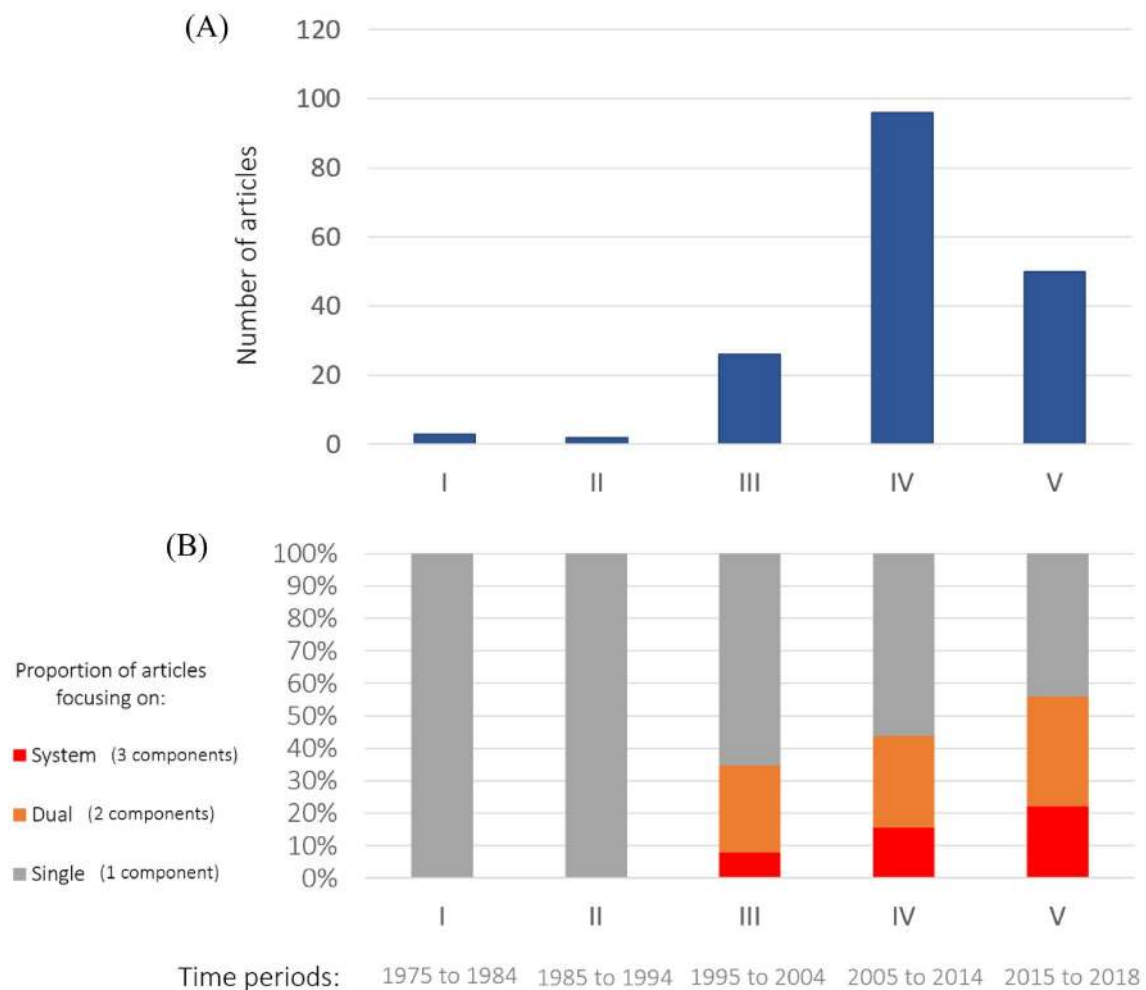 (A)
Number of articles
120
100
80
60
40
20
0
I II III IV V
(B)
100%
90%
80%
70%
60%
50%
40%
30%
20%
10%
0%
Proportion of articles
focusing on:
System (3 components)
Dual (2 components)
Single (1 component)
I II III IV V
Time periods: 1975 to 1984 1985 to 1994 1995 to 2004 2005 to 2014 2015 to 2018